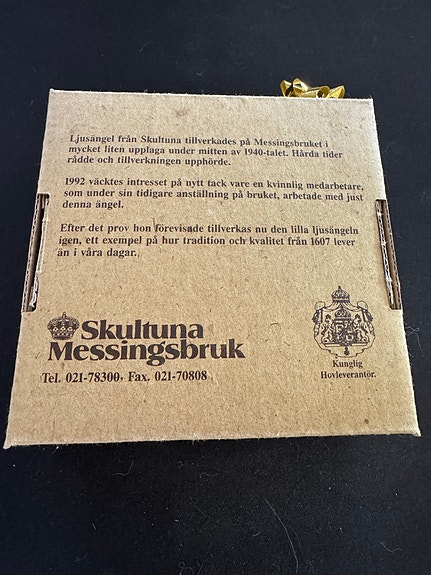 Ljusängel från Skultuna tillverkades på Messingsbruket i
mycket liten upplaga under mitten av 1940-talet. Hårda tider
rådde och tillverkningen upphörde.
1992 väcktes intresset på nytt tack vare en kvinnlig medarbetare,
som under sin tidigare anställning på bruket, arbetade med just
denna ängel.
Efter det prov hon förevisade tillverkas nu den lilla ljusängeln
igen, ett exempel på hur tradition och kvalitet från 1607 lever
än i våra dagar.
Skultuna
Messingsbruk
Tel. 021-78300, Fax. 021-70808
Kunglig
Hovleverantör.